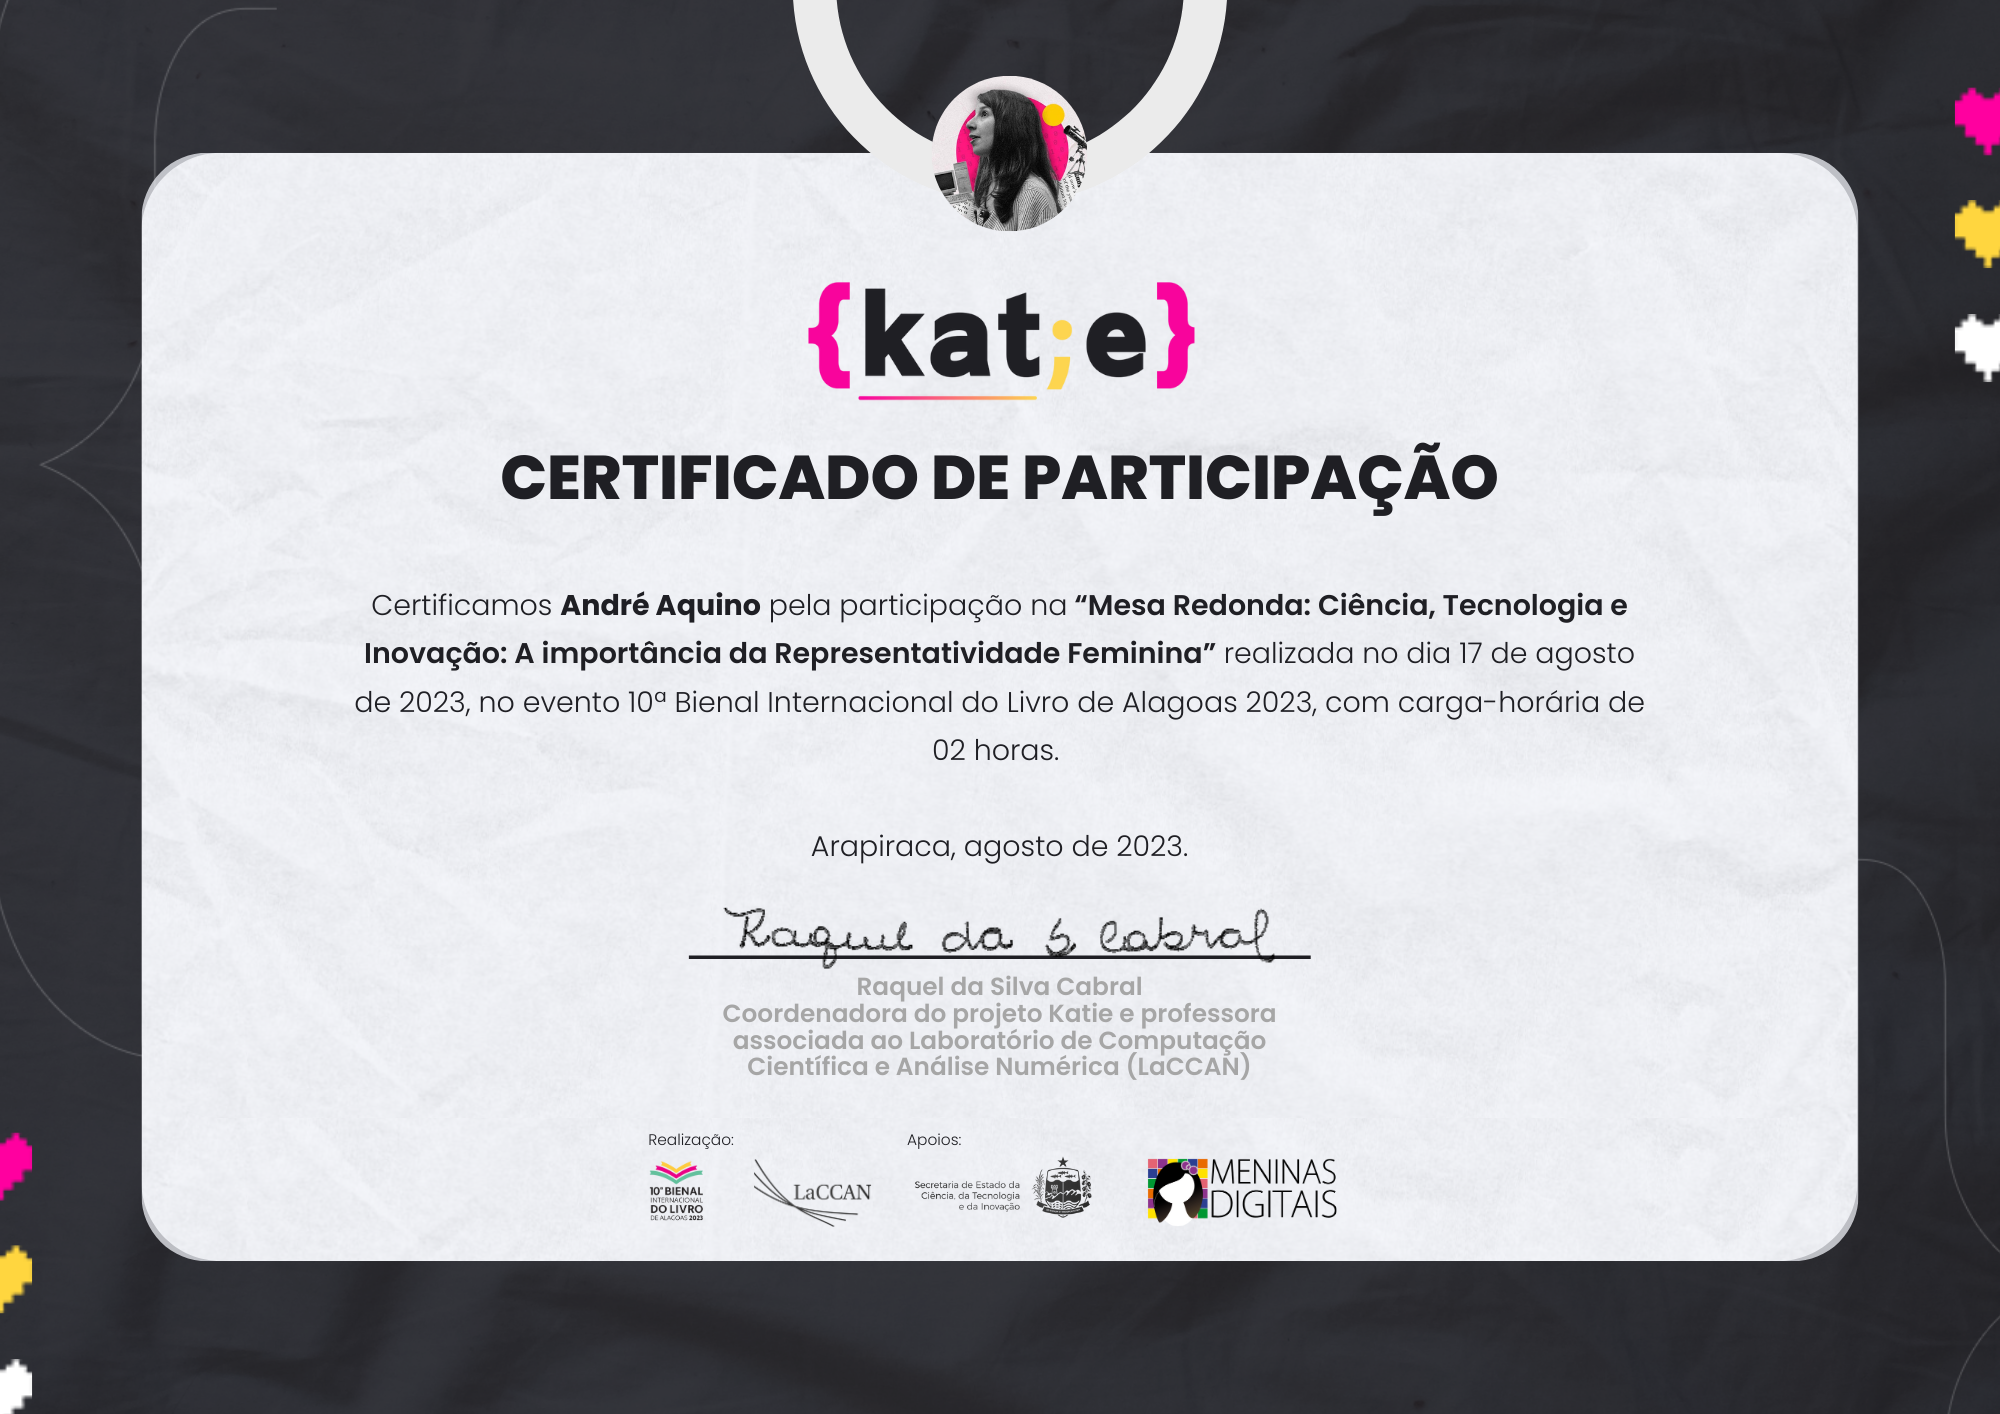 {kat;e}
CERTIFICADO DE PARTICIPAÇÃO
Certificamos André Aquino pela participação na “Mesa Redonda: Ciência, Tecnologia e
Inovação: A importância da Representatividade Feminina” realizada no dia 17 de agosto
de 2023, no evento 10ª Bienal Internacional do Livro de Alagoas 2023, com carga-horária de
02 horas.
Arapiraca, agosto de 2023.
Raquel da S Cabral
Raquel da Silva Cabral
Coordenadora do projeto Katie e professora
associada ao Laboratório de Computação
Científica e Análise Numérica (LaCCAN)
Realização:
Apoios:
10ª BIENAL
INTERNACIONAL
DO LIVRO
DE ALAGOAS 2023
LaCCAN
Secretaria de Estado da
Ciência, da Tecnologia
e da Inovação
MENINAS
DIGITAIS